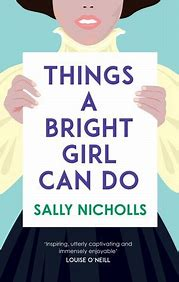 THINGS
A
BRIGHT
GIRL
CAN DO
SALLY NICHOLLS
'Inspiring, utterly captivating and
immensely enjoyable'
LOUISE O'NEILL